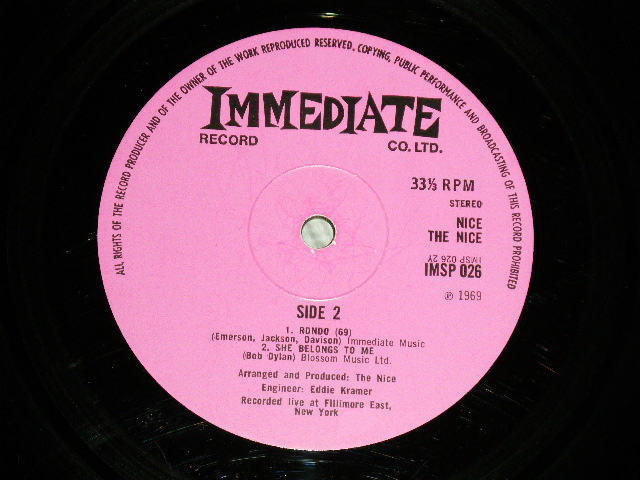 ALL RIGHTS OF THE RECORD PRODUCER AND OF THE OWNER OF THE WORK REPRODUCED RESERVED. COPYING, PUBLIC PERFORMANCE AND BROADCASTING OF THIS RECORD PROHIBITED
IMMEDIATE
RECORD CO. LTD.
33⅓ RPM
STEREO
NICE
THE NICE
IMSP 026 2Y
IMSP 026
℗ 1969
SIDE 2
1. RONDO (69)
(Emerson, Jackson, Davison) Immediate Music
2. SHE BELONGS TO ME
(Bob Dylan) Blossom Music Ltd.
Arranged and Produced: The Nice
Engineer: Eddie Kramer
Recorded live at Fillimore East,
New York